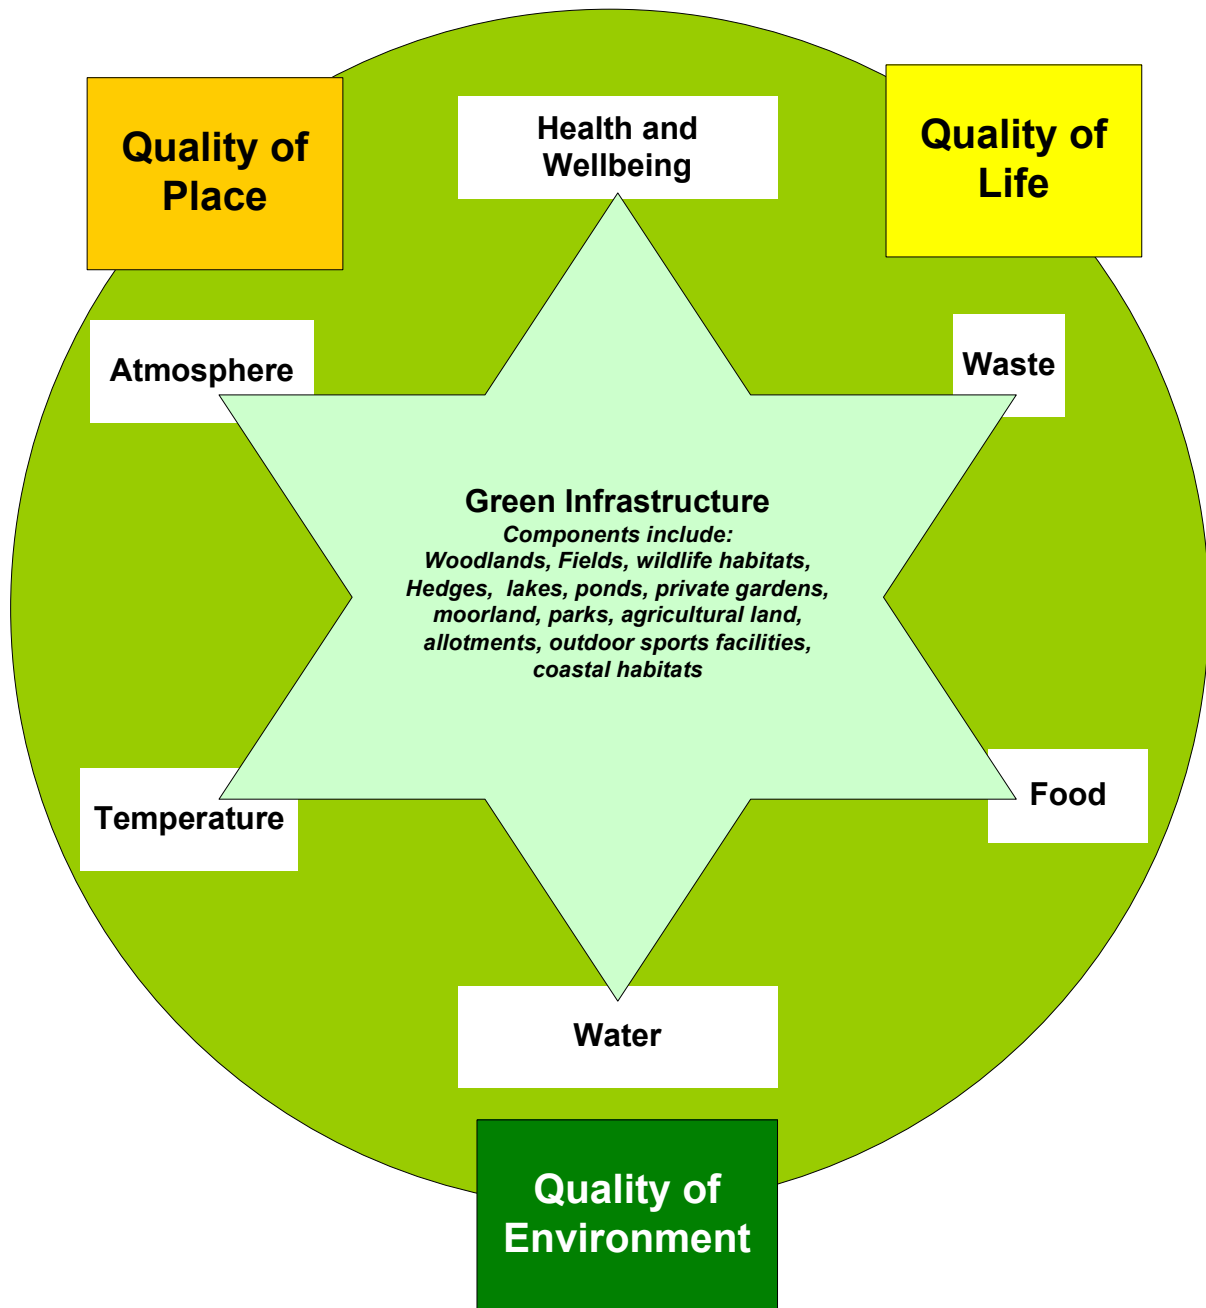 Quality of
Place
Health and
Wellbeing
Quality of
Life
Atmosphere
Waste
Green Infrastructure
Components include:
Woodlands, Fields, wildlife habitats,
Hedges,  lakes, ponds, private gardens,
moorland, parks, agricultural land,
allotments, outdoor sports facilities,
coastal habitats
Temperature
Food
Water
Quality of
Environment